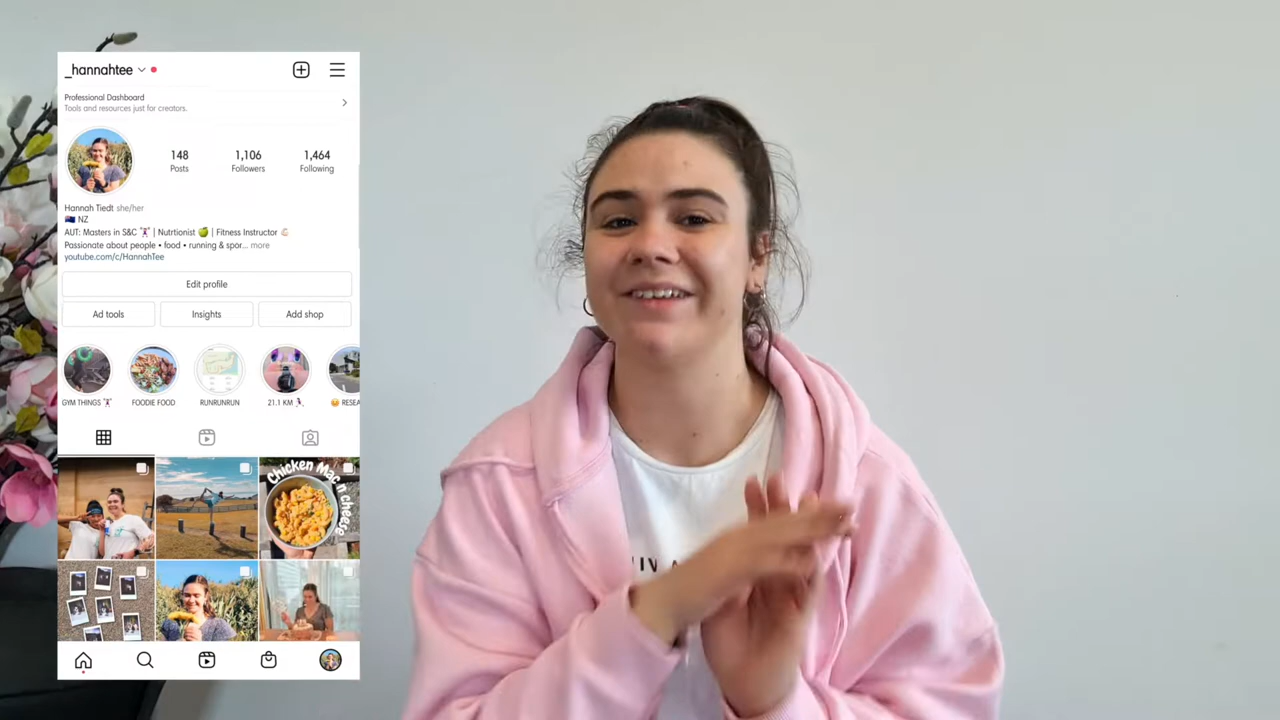 _hannahtee
Professional Dashboard
Tools and resources just for creators.
148
1,106
1,464
Posts
Followers
Following
Hannah Tiedt she/her
🇳🇿 NZ
AUT: Masters in S&C 🏋🏻‍♀️ | Nutrtionist 🍏 | Fitness Instructor 💪🏻
Passionate about people • food • running & spor... more
youtube.com/c/HannahTee
Edit profile
Ad tools
Insights
Add shop
GYM THINGS 🏋🏻‍♀️
FOODIE FOOD
RUNRUNRUN
21.1 KM 🏃🏻‍♀️
😊 RESEA
Chicken Mac n cheese